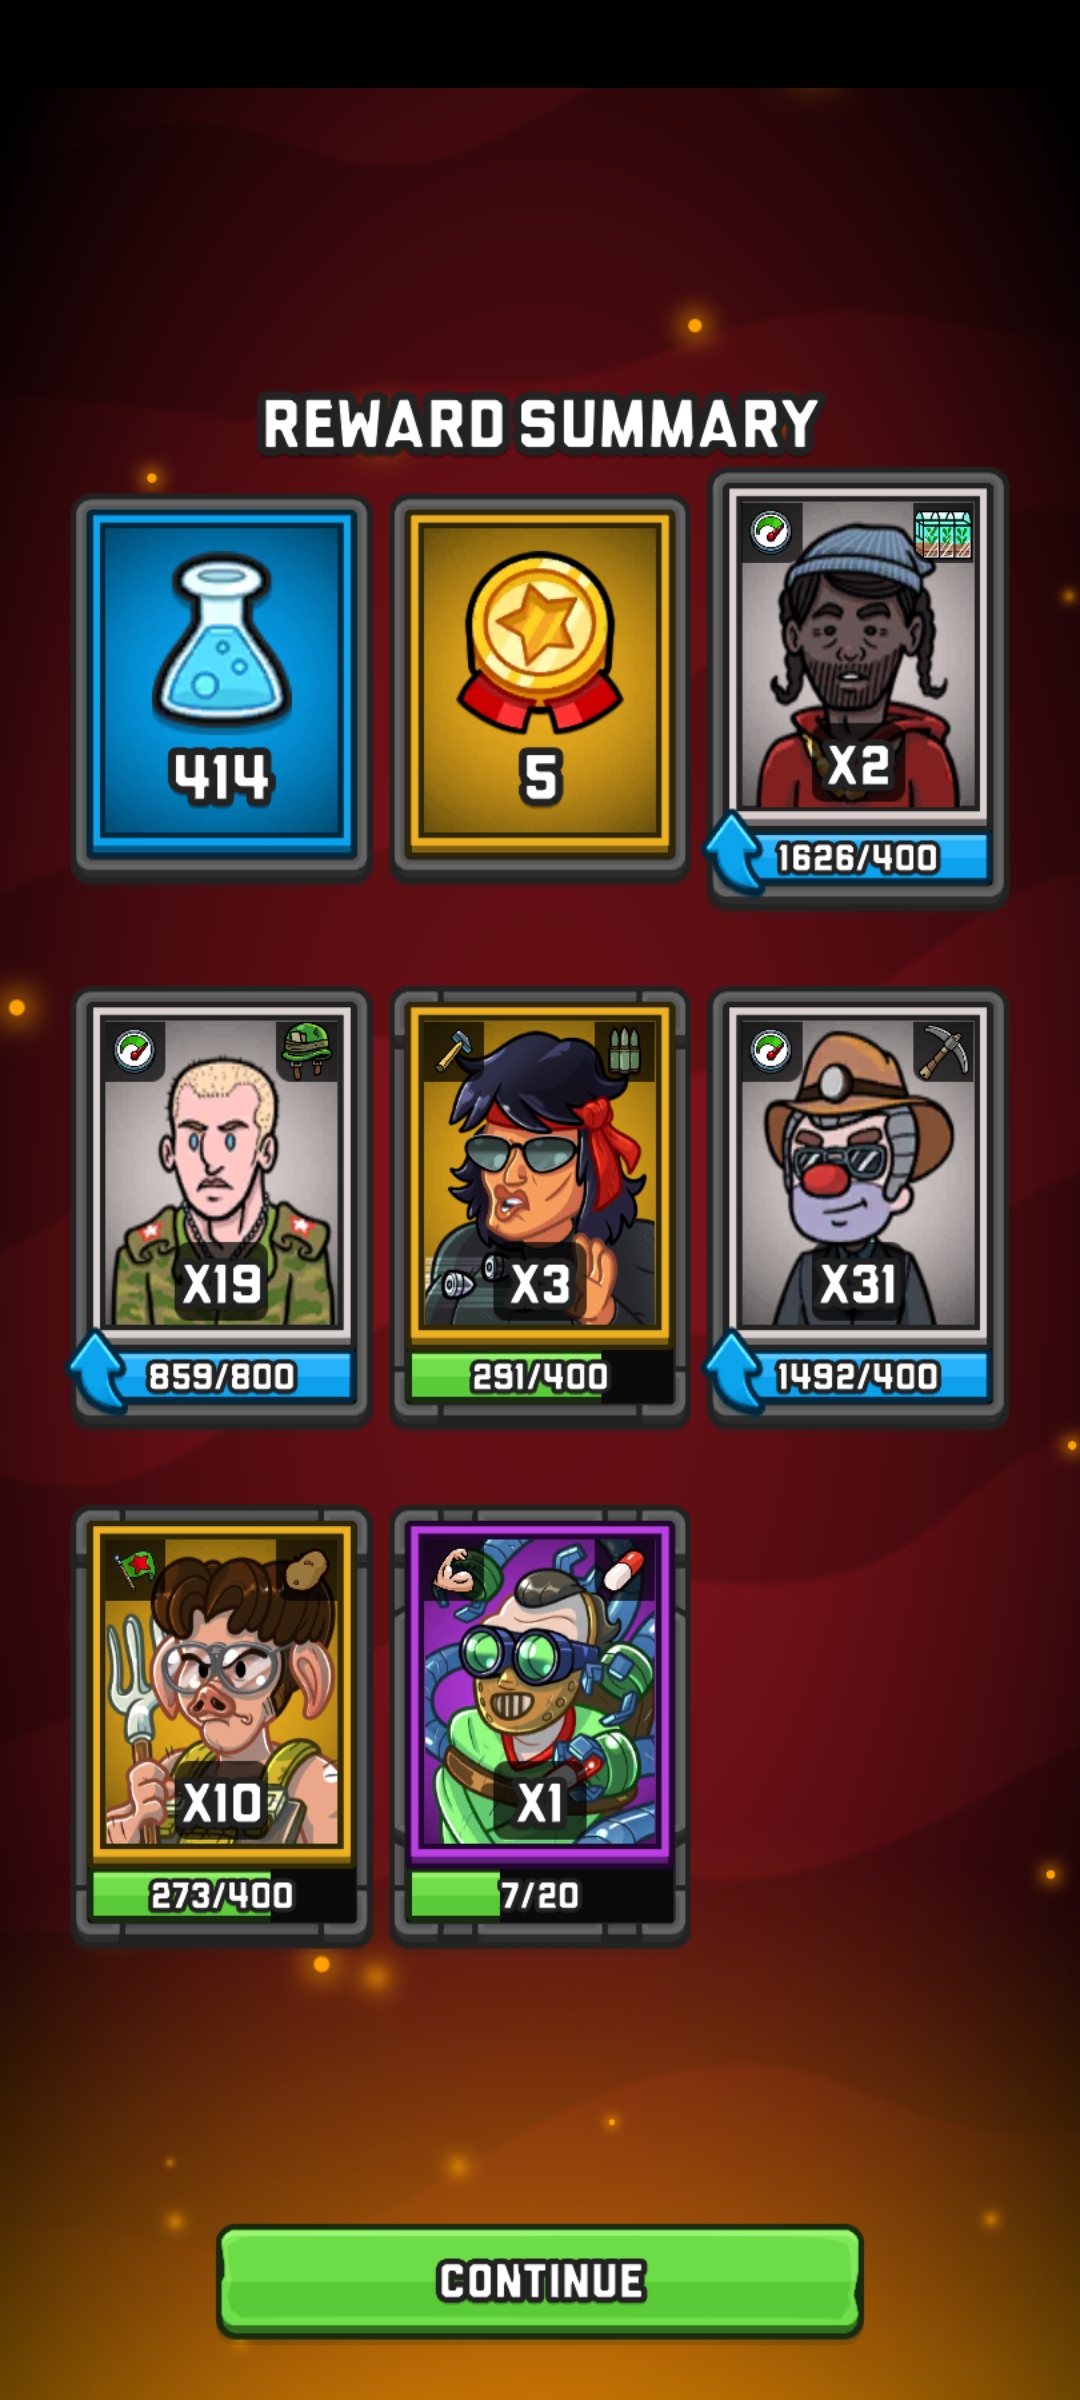 REWARD SUMMARY
414
5
X2
1626/400
X19
859/800
X3
291/400
X31
1492/400
X10
273/400
X1
7/20
CONTINUE